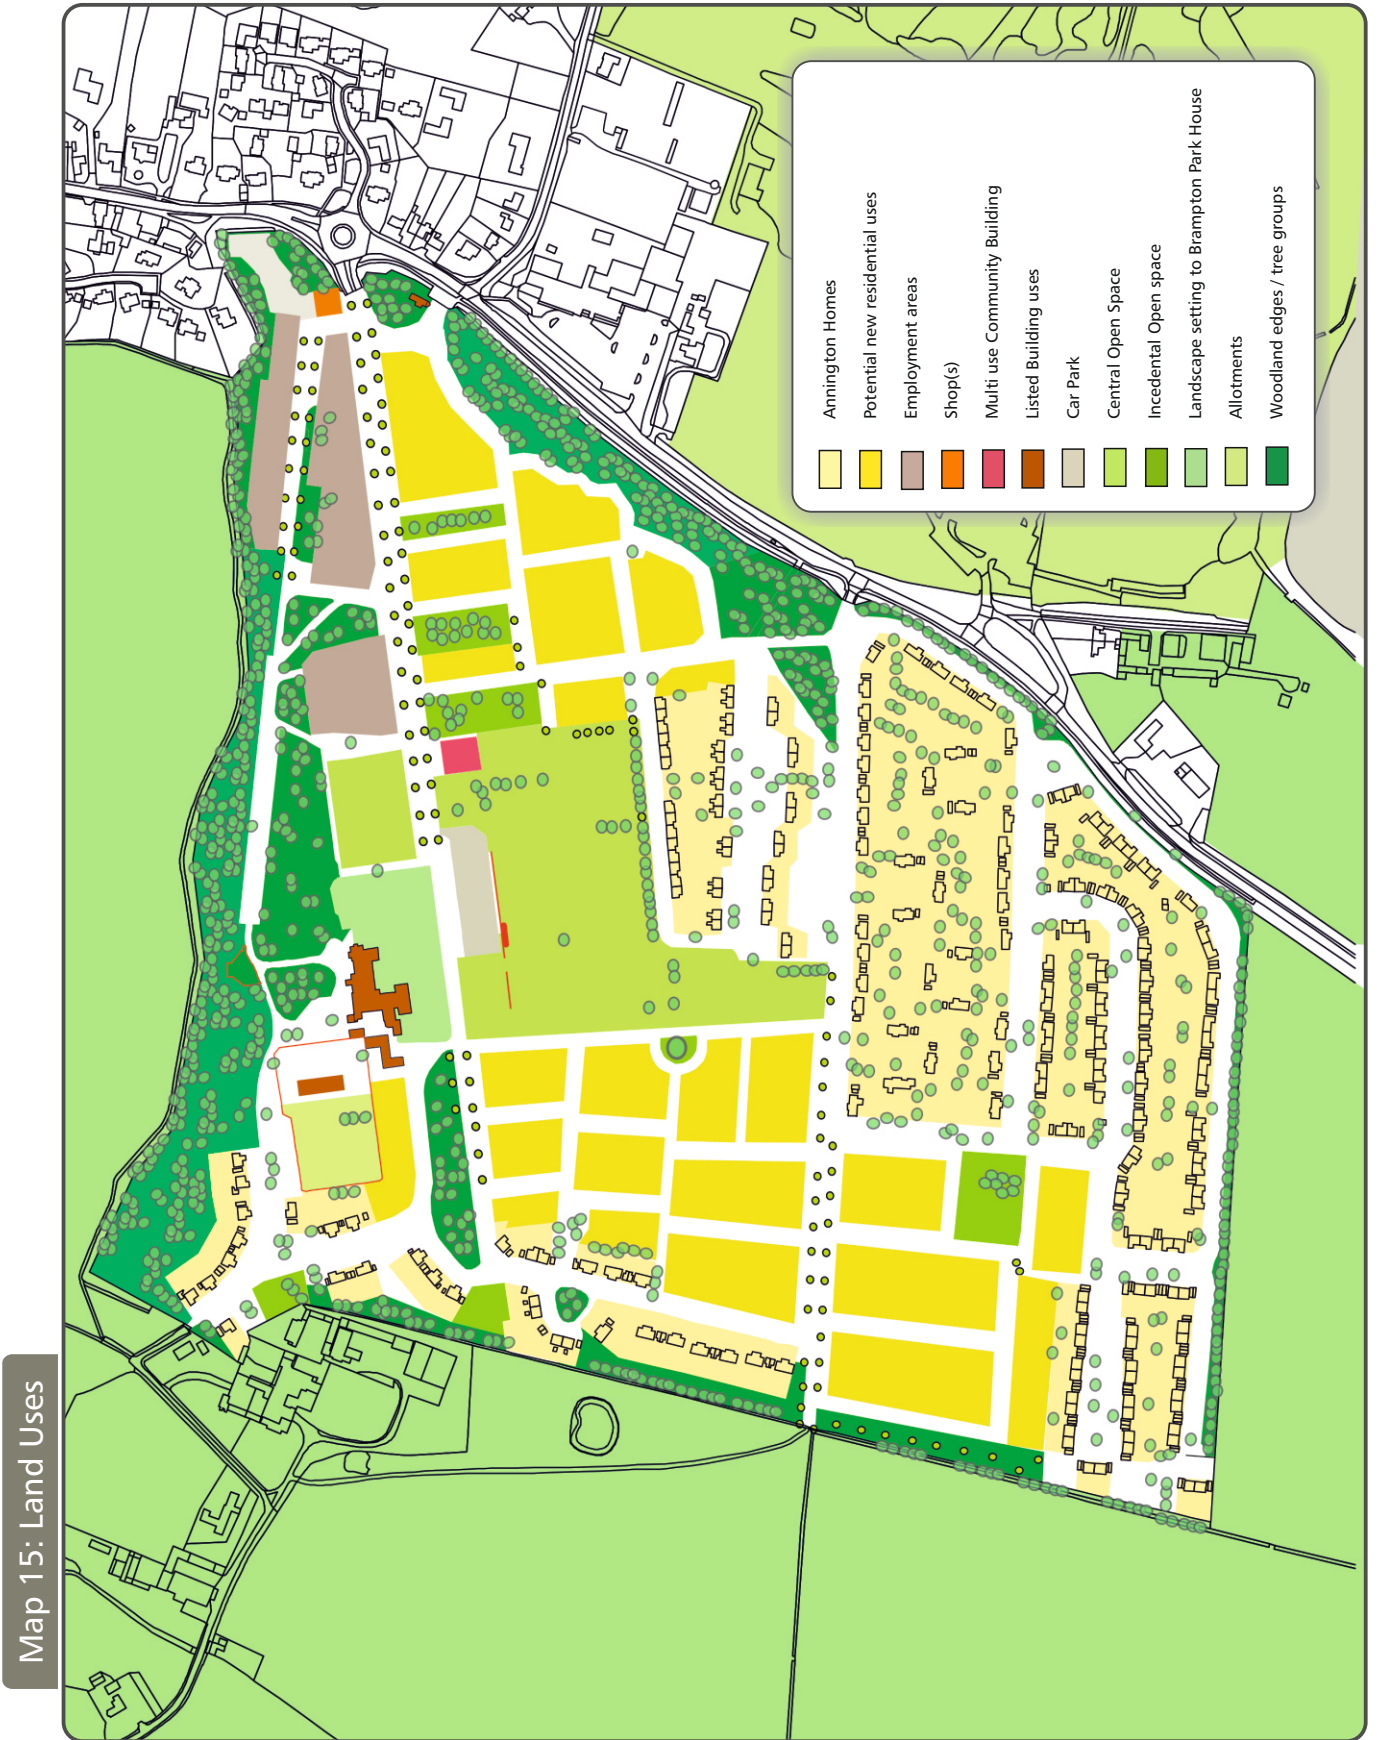 Map 15: Land Uses
Annington Homes
Potential new residential uses
Employment areas
Shop(s)
Multi use Community Building
Listed Building uses
Car Park
Central Open Space
Incedental Open space
Landscape setting to Brampton Park House
Allotments
Woodland edges / tree groups